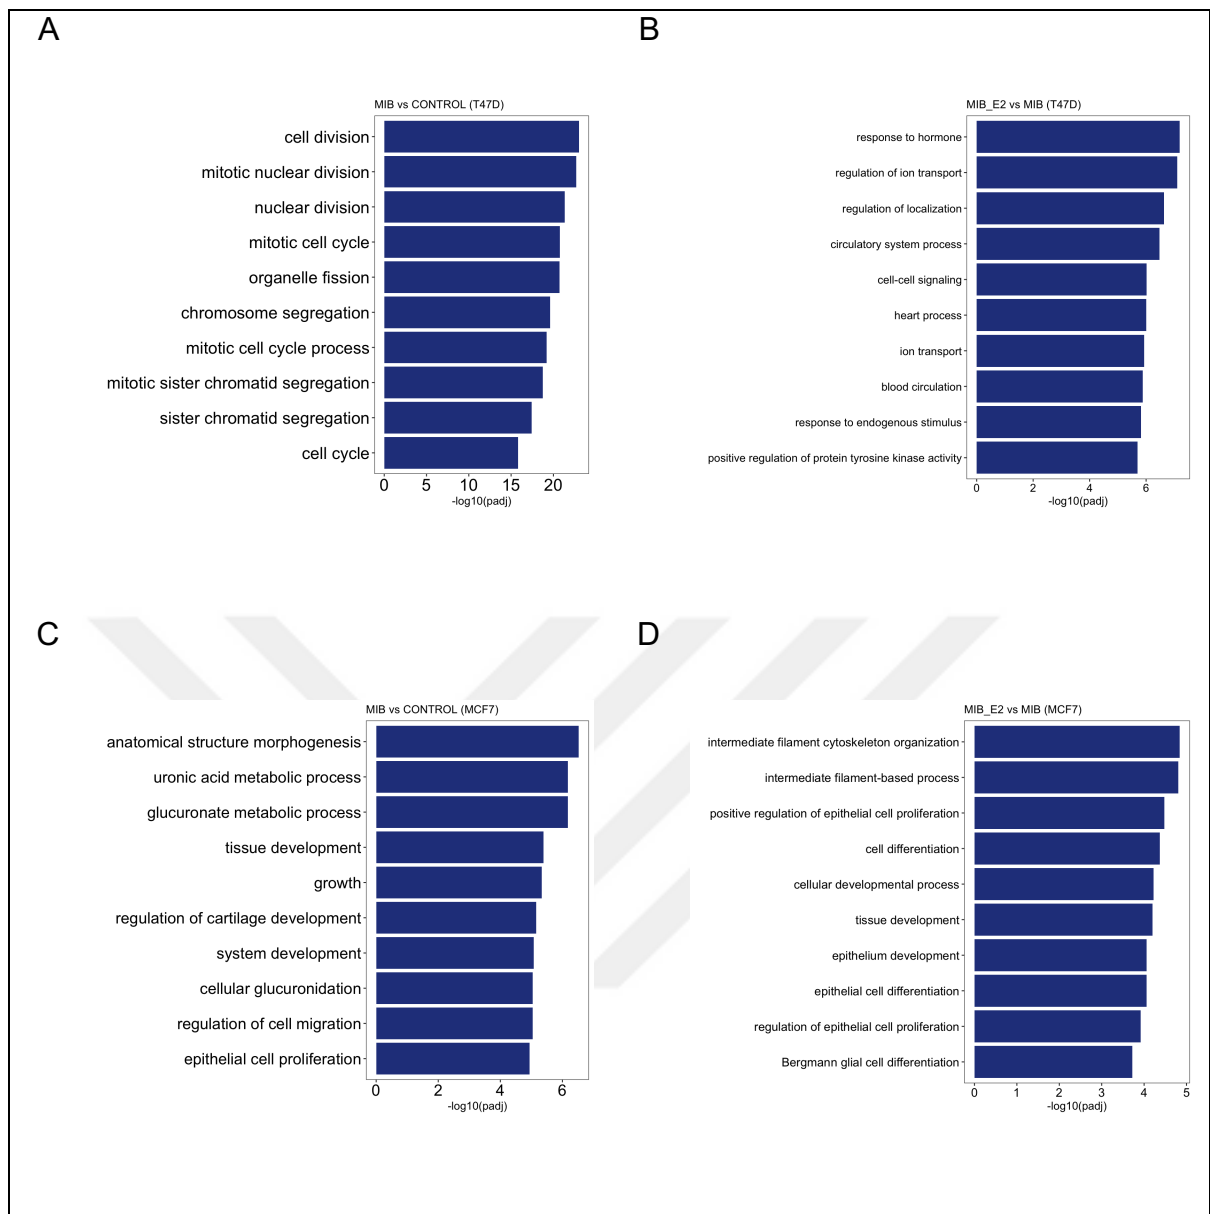 A
MIB vs CONTROL (T47D)
cell division
mitotic nuclear division
nuclear division
mitotic cell cycle
organelle fission
chromosome segregation
mitotic cell cycle process
mitotic sister chromatid segregation
sister chromatid segregation
cell cycle
0 5 10 15 20
-log10(padj)
B
MIB_E2 vs MIB (T47D)
response to hormone
regulation of ion transport
regulation of localization
circulatory system process
cell-cell signaling
heart process
ion transport
blood circulation
response to endogenous stimulus
positive regulation of protein tyrosine kinase activity
0 2 4 6
-log10(padj)
C
MIB vs CONTROL (MCF7)
anatomical structure morphogenesis
uronic acid metabolic process
glucuronate metabolic process
tissue development
growth
regulation of cartilage development
system development
cellular glucuronidation
regulation of cell migration
epithelial cell proliferation
0 2 4 6
-log10(padj)
D
MIB_E2 vs MIB (MCF7)
intermediate filament cytoskeleton organization
intermediate filament-based process
positive regulation of epithelial cell proliferation
cell differentiation
cellular developmental process
tissue development
epithelium development
epithelial cell differentiation
regulation of epithelial cell proliferation
Bergmann glial cell differentiation
0 1 2 3 4 5
-log10(padj)